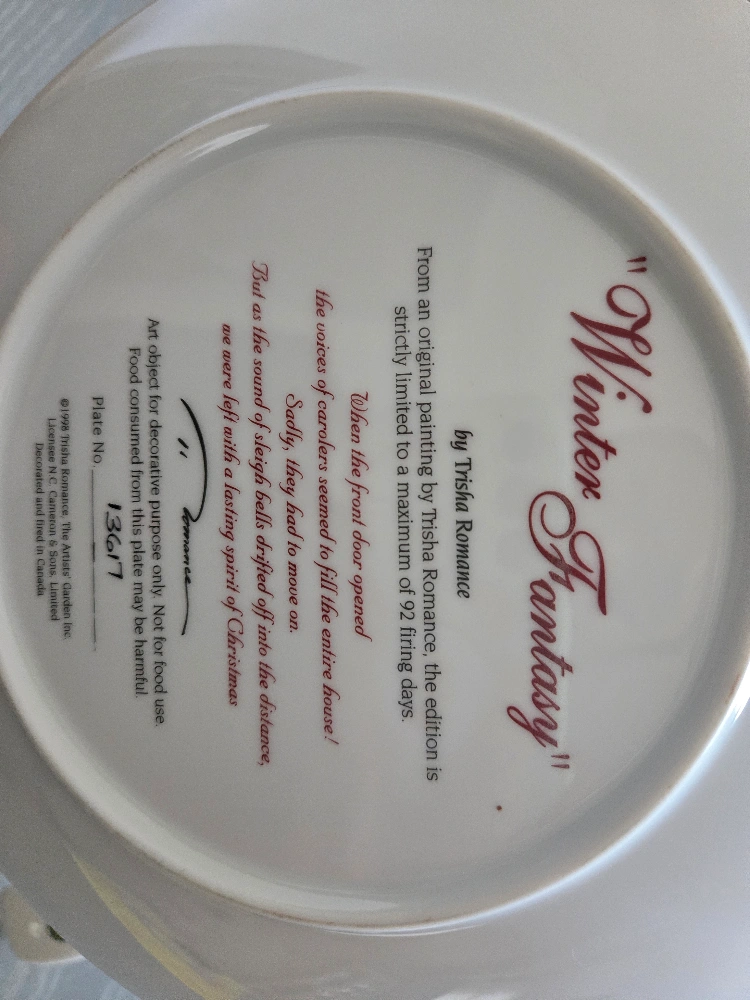 "Winter Fantasy"
by Trisha Romance
From an original painting by Trisha Romance, the edition is
strictly limited to a maximum of 92 firing days.
When the front door opened
the voices of carolers seemed to fill the entire house!
Sadly, they had to move on.
But as the sound of sleigh bells drifted off into the distance,
we were left with a lasting spirit of Christmas
Romance
Art object for decorative purpose only. Not for food use.
Food consumed from this plate may be harmful.
Plate No. 13617
©1998 Trisha Romance, The Artists' Garden Inc.
Licensee N.C. Cameron & Sons, Limited
Decorated and fired in Canada